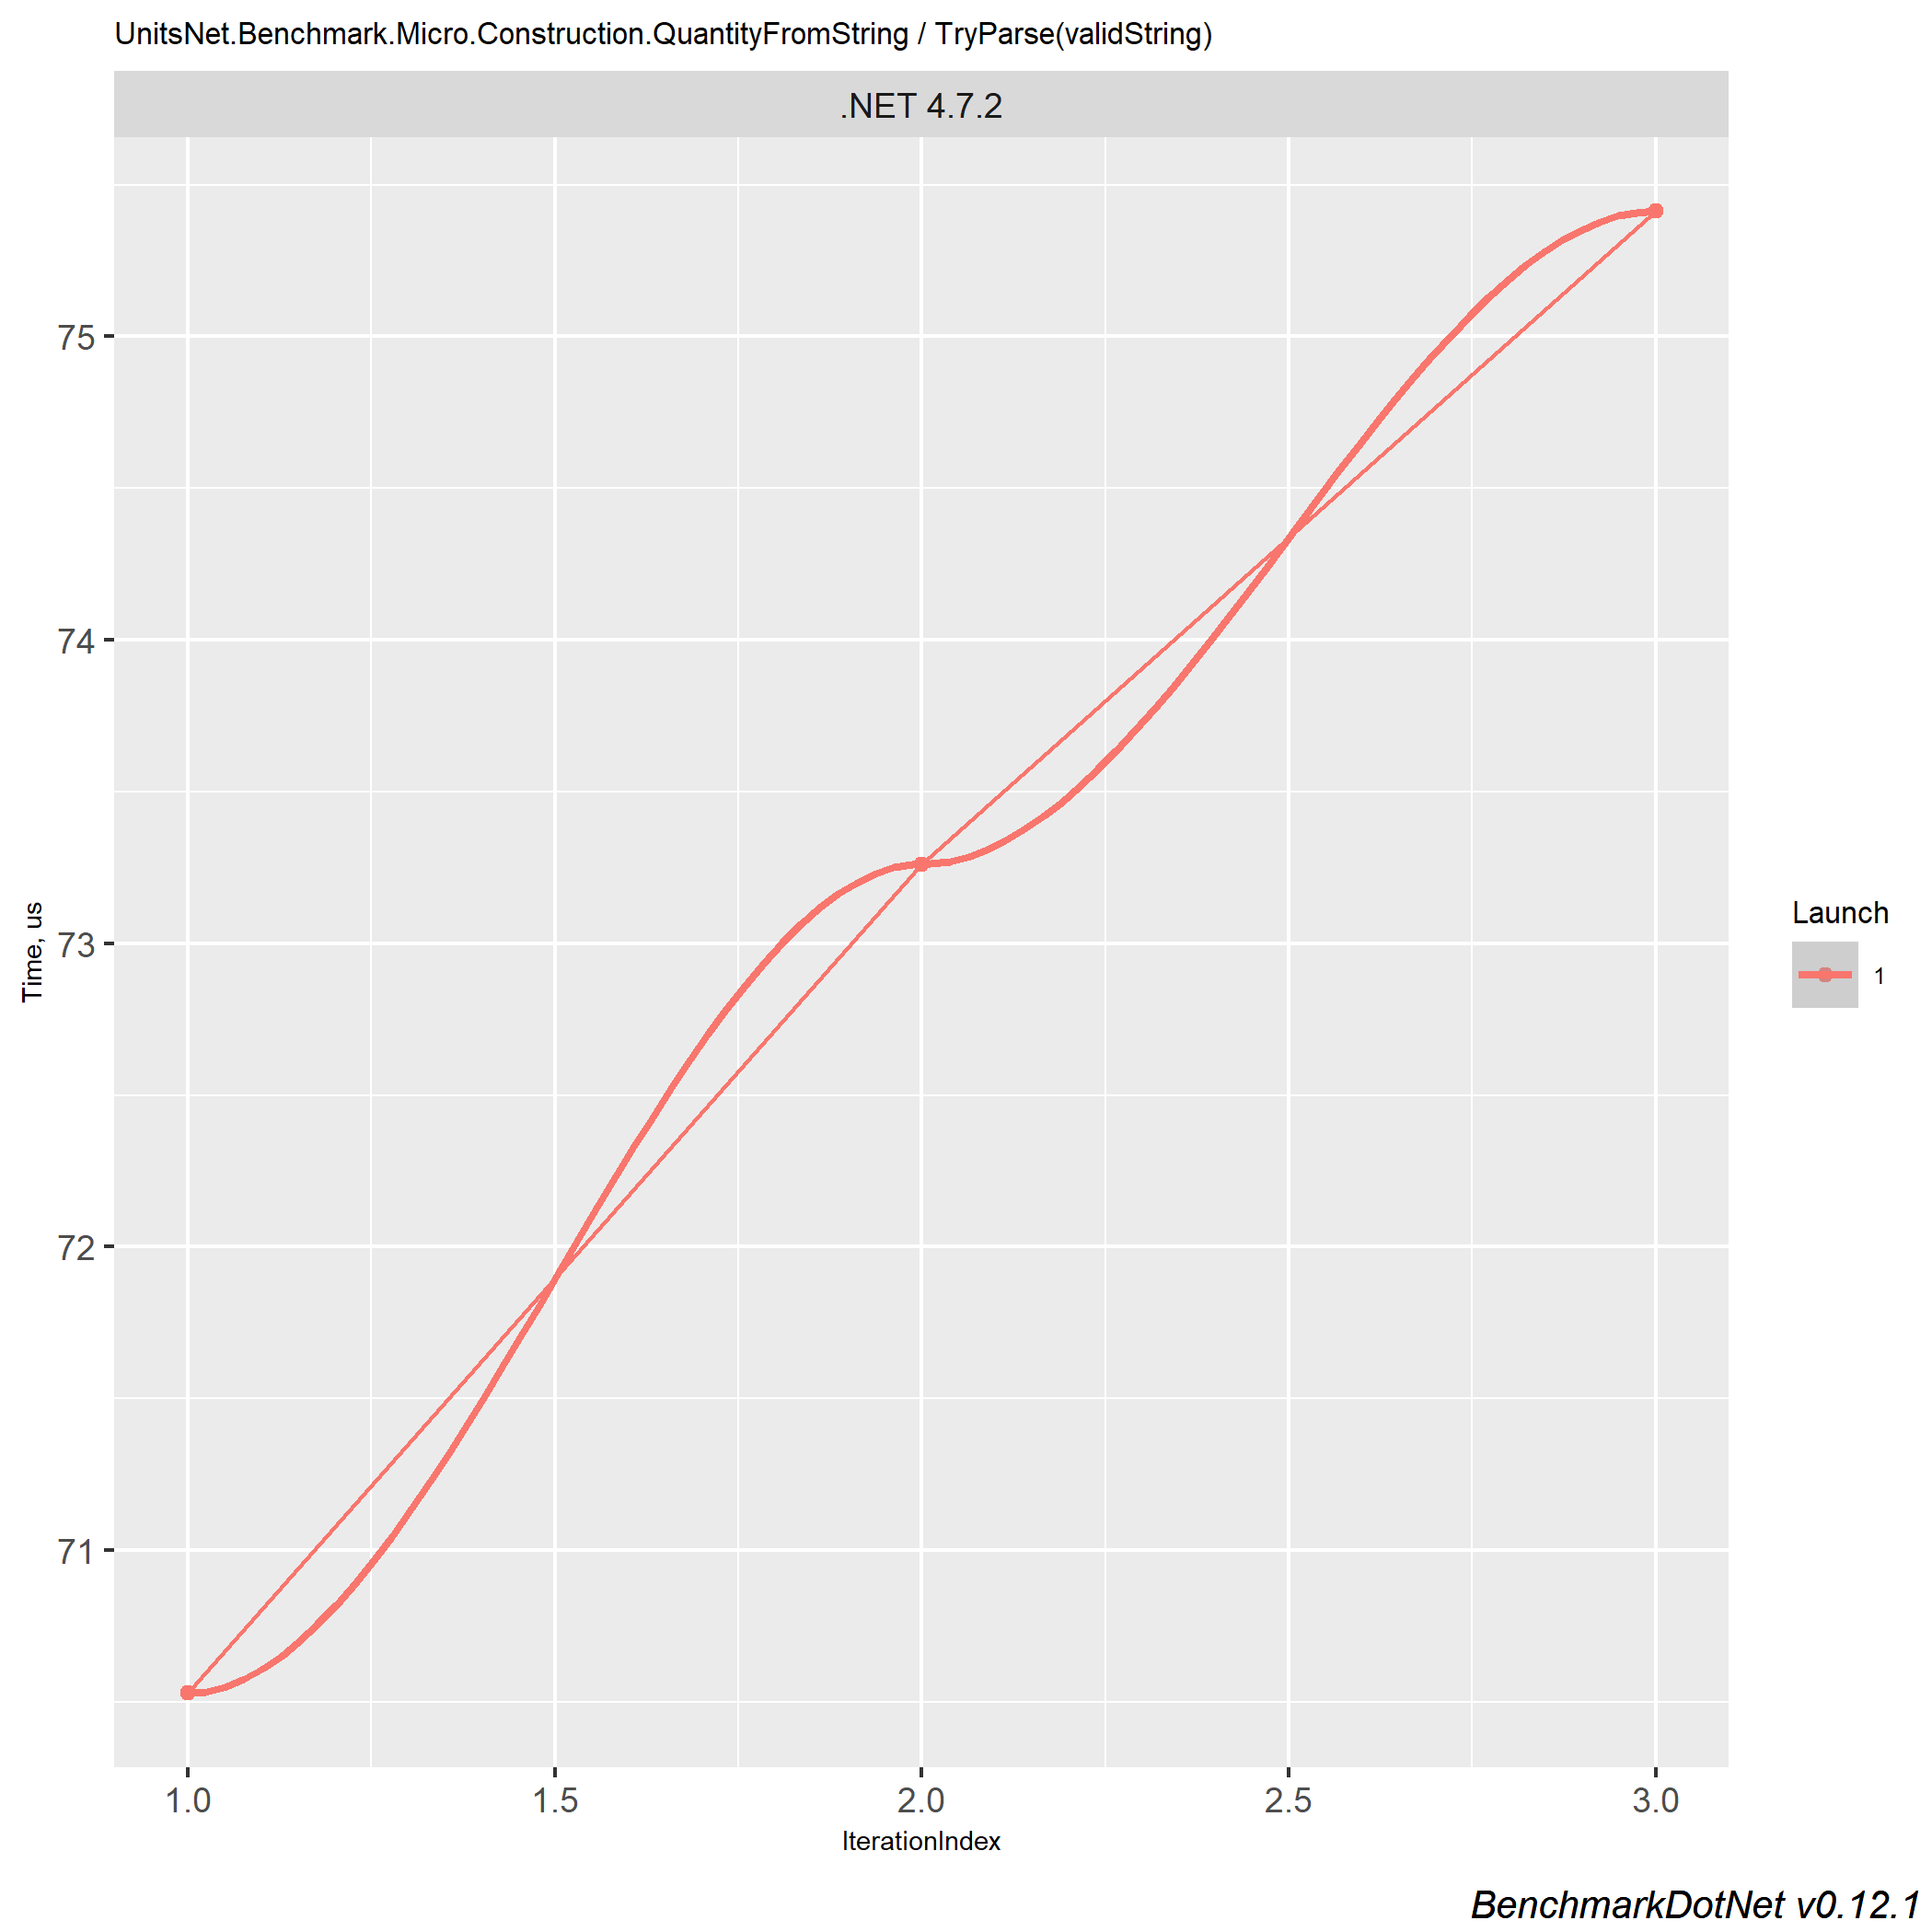 UnitsNet.Benchmark.Micro.Construction.QuantityFromString / TryParse(validString)
.NET 4.7.2
75
74
73
72
71
Time, us
1.0 1.5 2.0 2.5 3.0
IterationIndex
Launch
1
BenchmarkDotNet v0.12.1